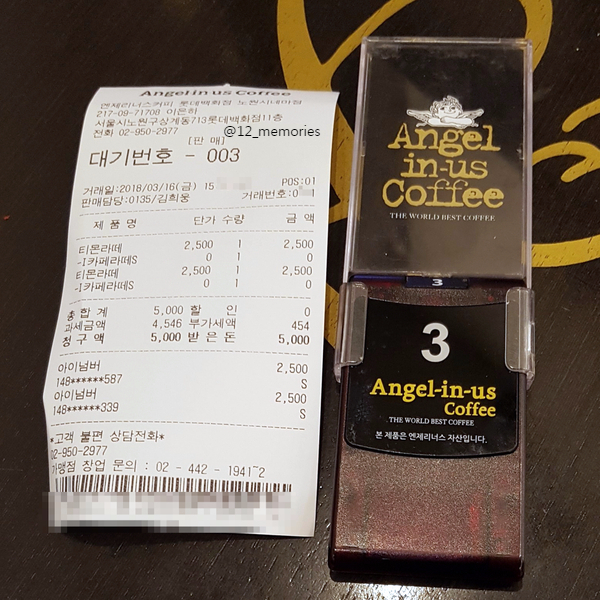 Angel in us Coffee
엔제리너스커피 롯데백화점 노원시네마점
217-09-71708 이은히
서울시노원구상계동713롯데백화점11층
전화 02-950-2977
@12_memories
[판 매]
대기번호 - 003
거래일:2018/03/16(금) 15 POS:01
판매담당:0135/김희웅 거래번호:0
제 품 명 단가 수량 금 액
티몬라떼 2,500 1 2,500
-I카페라떼S 0 1 0
티몬라떼 2,500 1 2,500
-I카페라떼S 0 1 0
총 합 계 5,000 할 인 0
과세금액 4,546 부가세액 454
청 구 액 5,000 받 은 돈 5,000
아이넘버 2,500
148******587 S
아이넘버 2,500
148******339 S
*고객 불편 상담전화*
02-950-2977
가맹점 창업 문의 : 02 - 442 - 1941~2
Angel
in-us
Coffee
THE WORLD BEST COFFEE
3
3
Angel-in-us
Coffee
THE WORLD BEST COFFEE
본 제품은 엔제리너스 자산입니다.